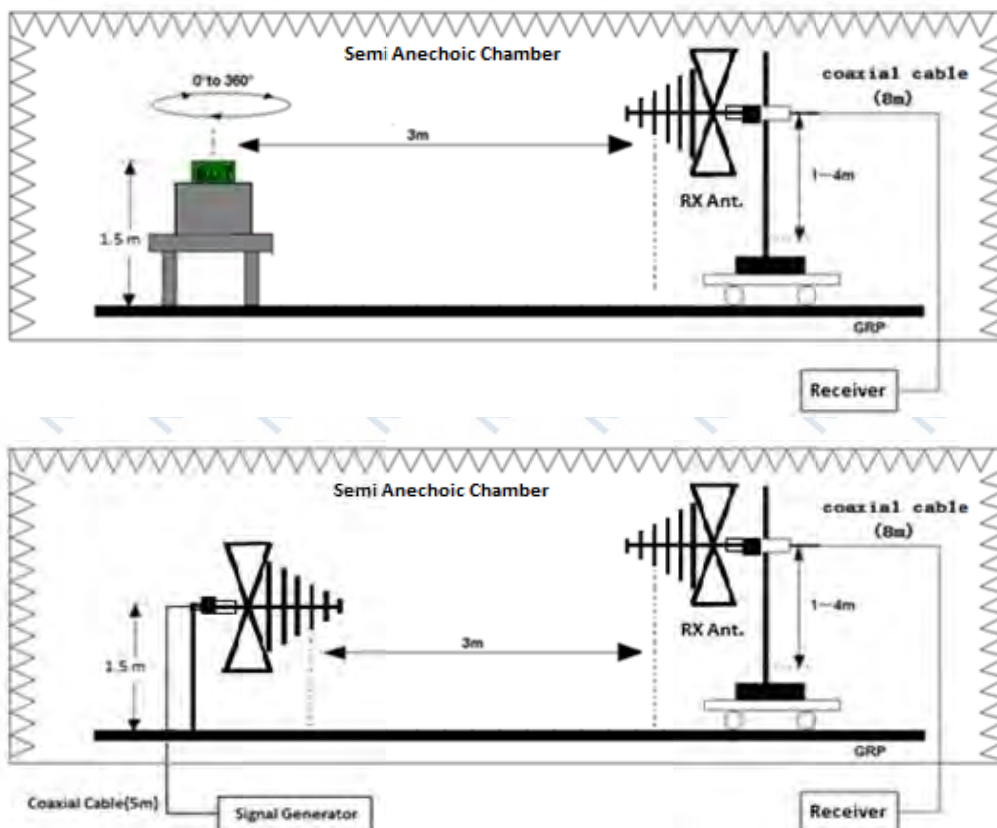 Semi Anechoic Chamber
0°to 360°
coaxial cable
(8m)
3m
1~4m
RX Ant.
1.5 m
GRP
Receiver
Semi Anechoic Chamber
coaxial cable
(8m)
1~4m
RX Ant.
3m
1.5 m
GRP
Coaxial Cable(5m)
Signal Generator
Receiver